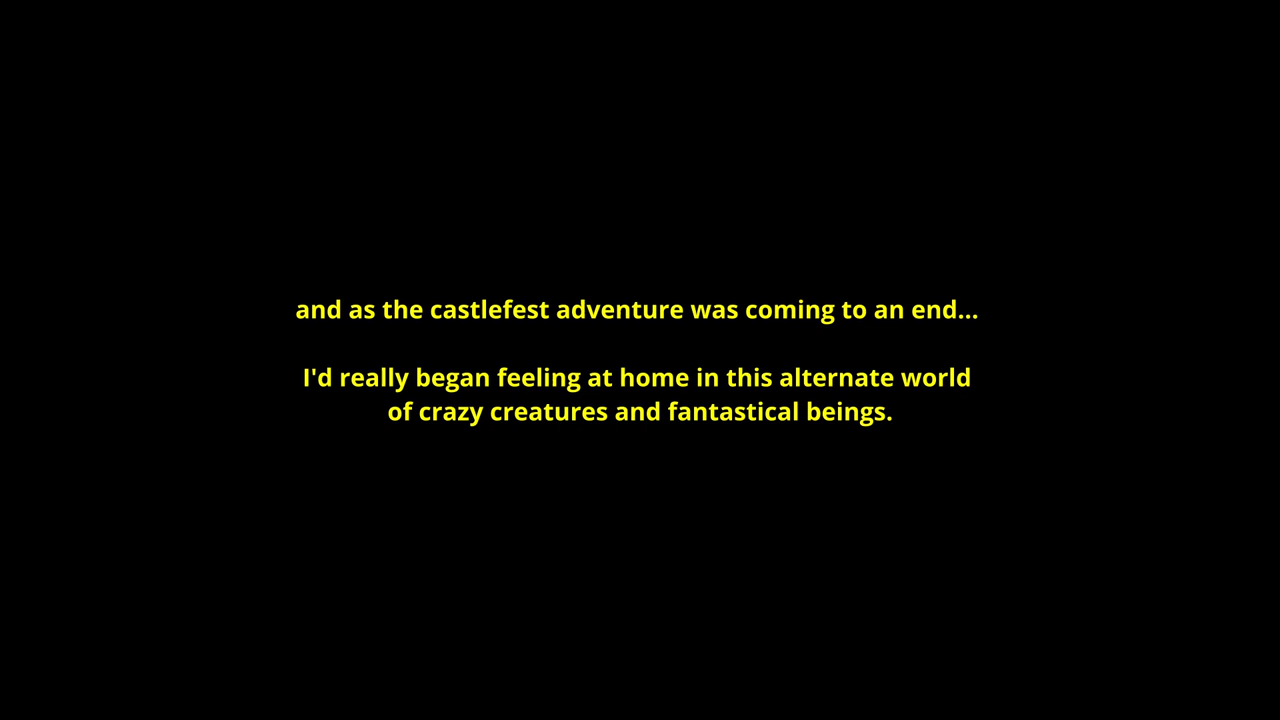 and as the castlefest adventure was coming to an end...
I'd really began feeling at home in this alternate world
of crazy creatures and fantastical beings.